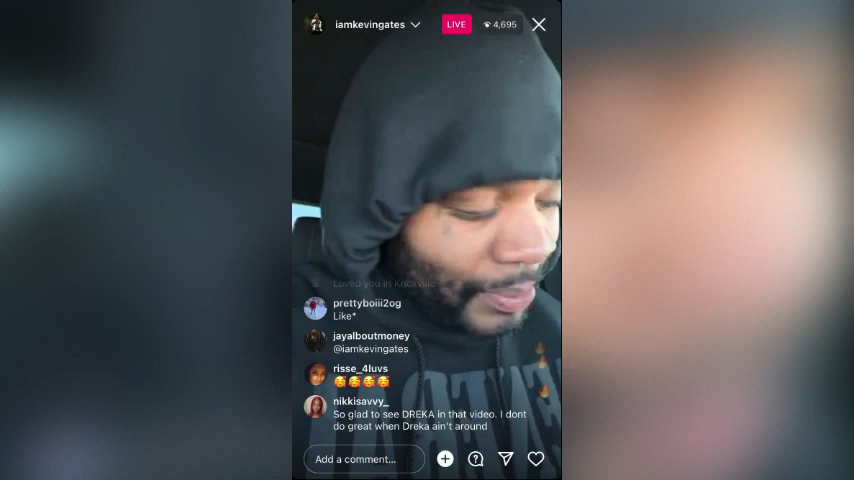 iamkevingates
LIVE
4,695
Loved you in Knoxville
prettyboiii2og
Like*
jayalboutmoney
@iamkevingates
risse_4luvs
🥰🥰🥰🥰
nikkisavvy_
So glad to see DREKA in that video. I dont
do great when Dreka ain't around
Add a comment...